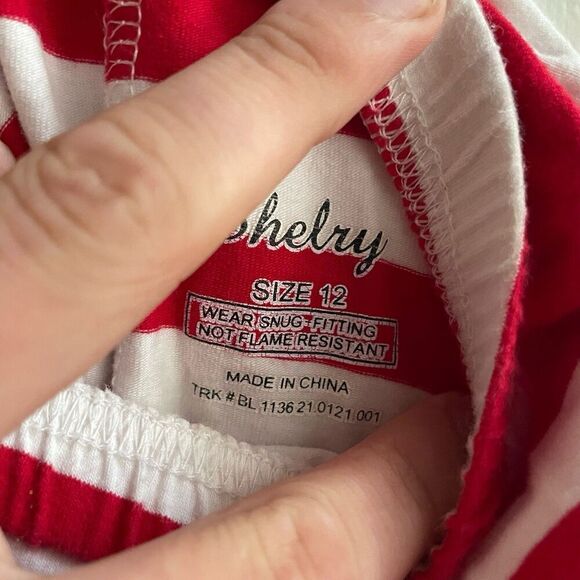 Shelry
SIZE 12
WEAR SNUG-FITTING
NOT FLAME RESISTANT
MADE IN CHINA
TRK # BL 1136 21.0121.001